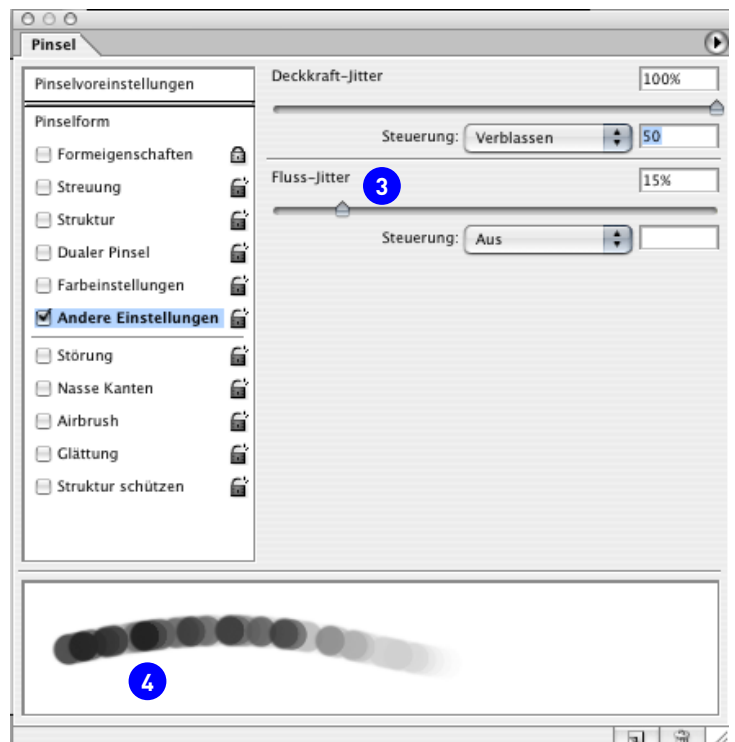 Pinsel
Pinselvoreinstellungen
Pinselform
Formeigenschaften
Streuung
Struktur
Dualer Pinsel
Farbeinstellungen
Andere Einstellungen
Störung
Nasse Kanten
Airbrush
Glättung
Struktur schützen
Deckkraft-Jitter 100%
Steuerung: Verblassen 50
Fluss-Jitter 3 15%
Steuerung: Aus
4